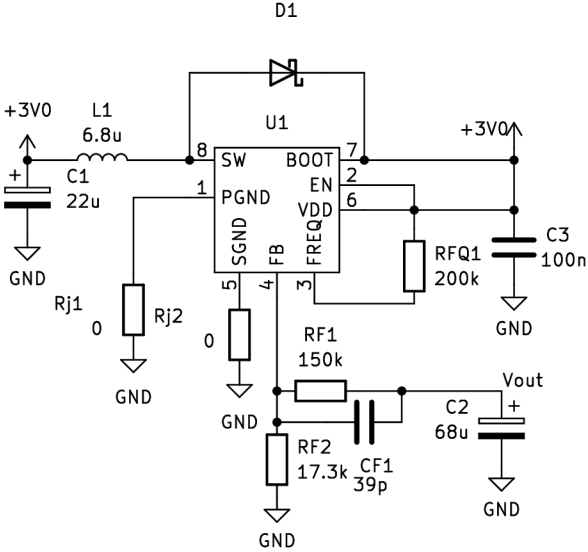 D1
+3V0
L1
6.8u
U1
+3V0
8
SW
BOOT
7
C1
22u
1
PGND
EN
2
VDD
6
SGND
FB
FREQ
RFQ1
200k
C3
100n
GND
5
4
3
Rj1
0
Rj2
0
GND
RF1
150k
GND
GND
Vout
C2
68u
RF2
17.3k
CF1
39p
GND
GND
+
+